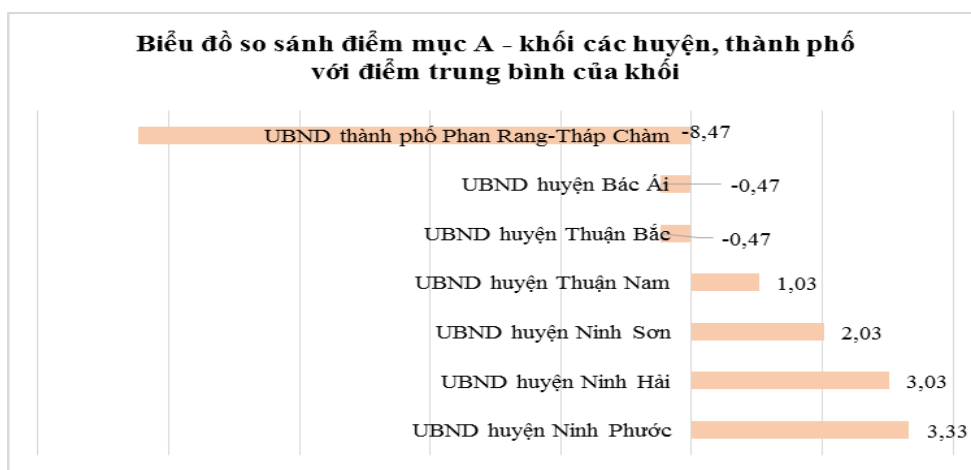 Biểu đồ so sánh điểm mục A - khối các huyện, thành phố
với điểm trung bình của khối
UBND thành phố Phan Rang-Tháp Chàm -8,47
UBND huyện Bác Ái -0,47
UBND huyện Thuận Bắc -0,47
UBND huyện Thuận Nam 1,03
UBND huyện Ninh Sơn 2,03
UBND huyện Ninh Hải 3,03
UBND huyện Ninh Phước 3,33